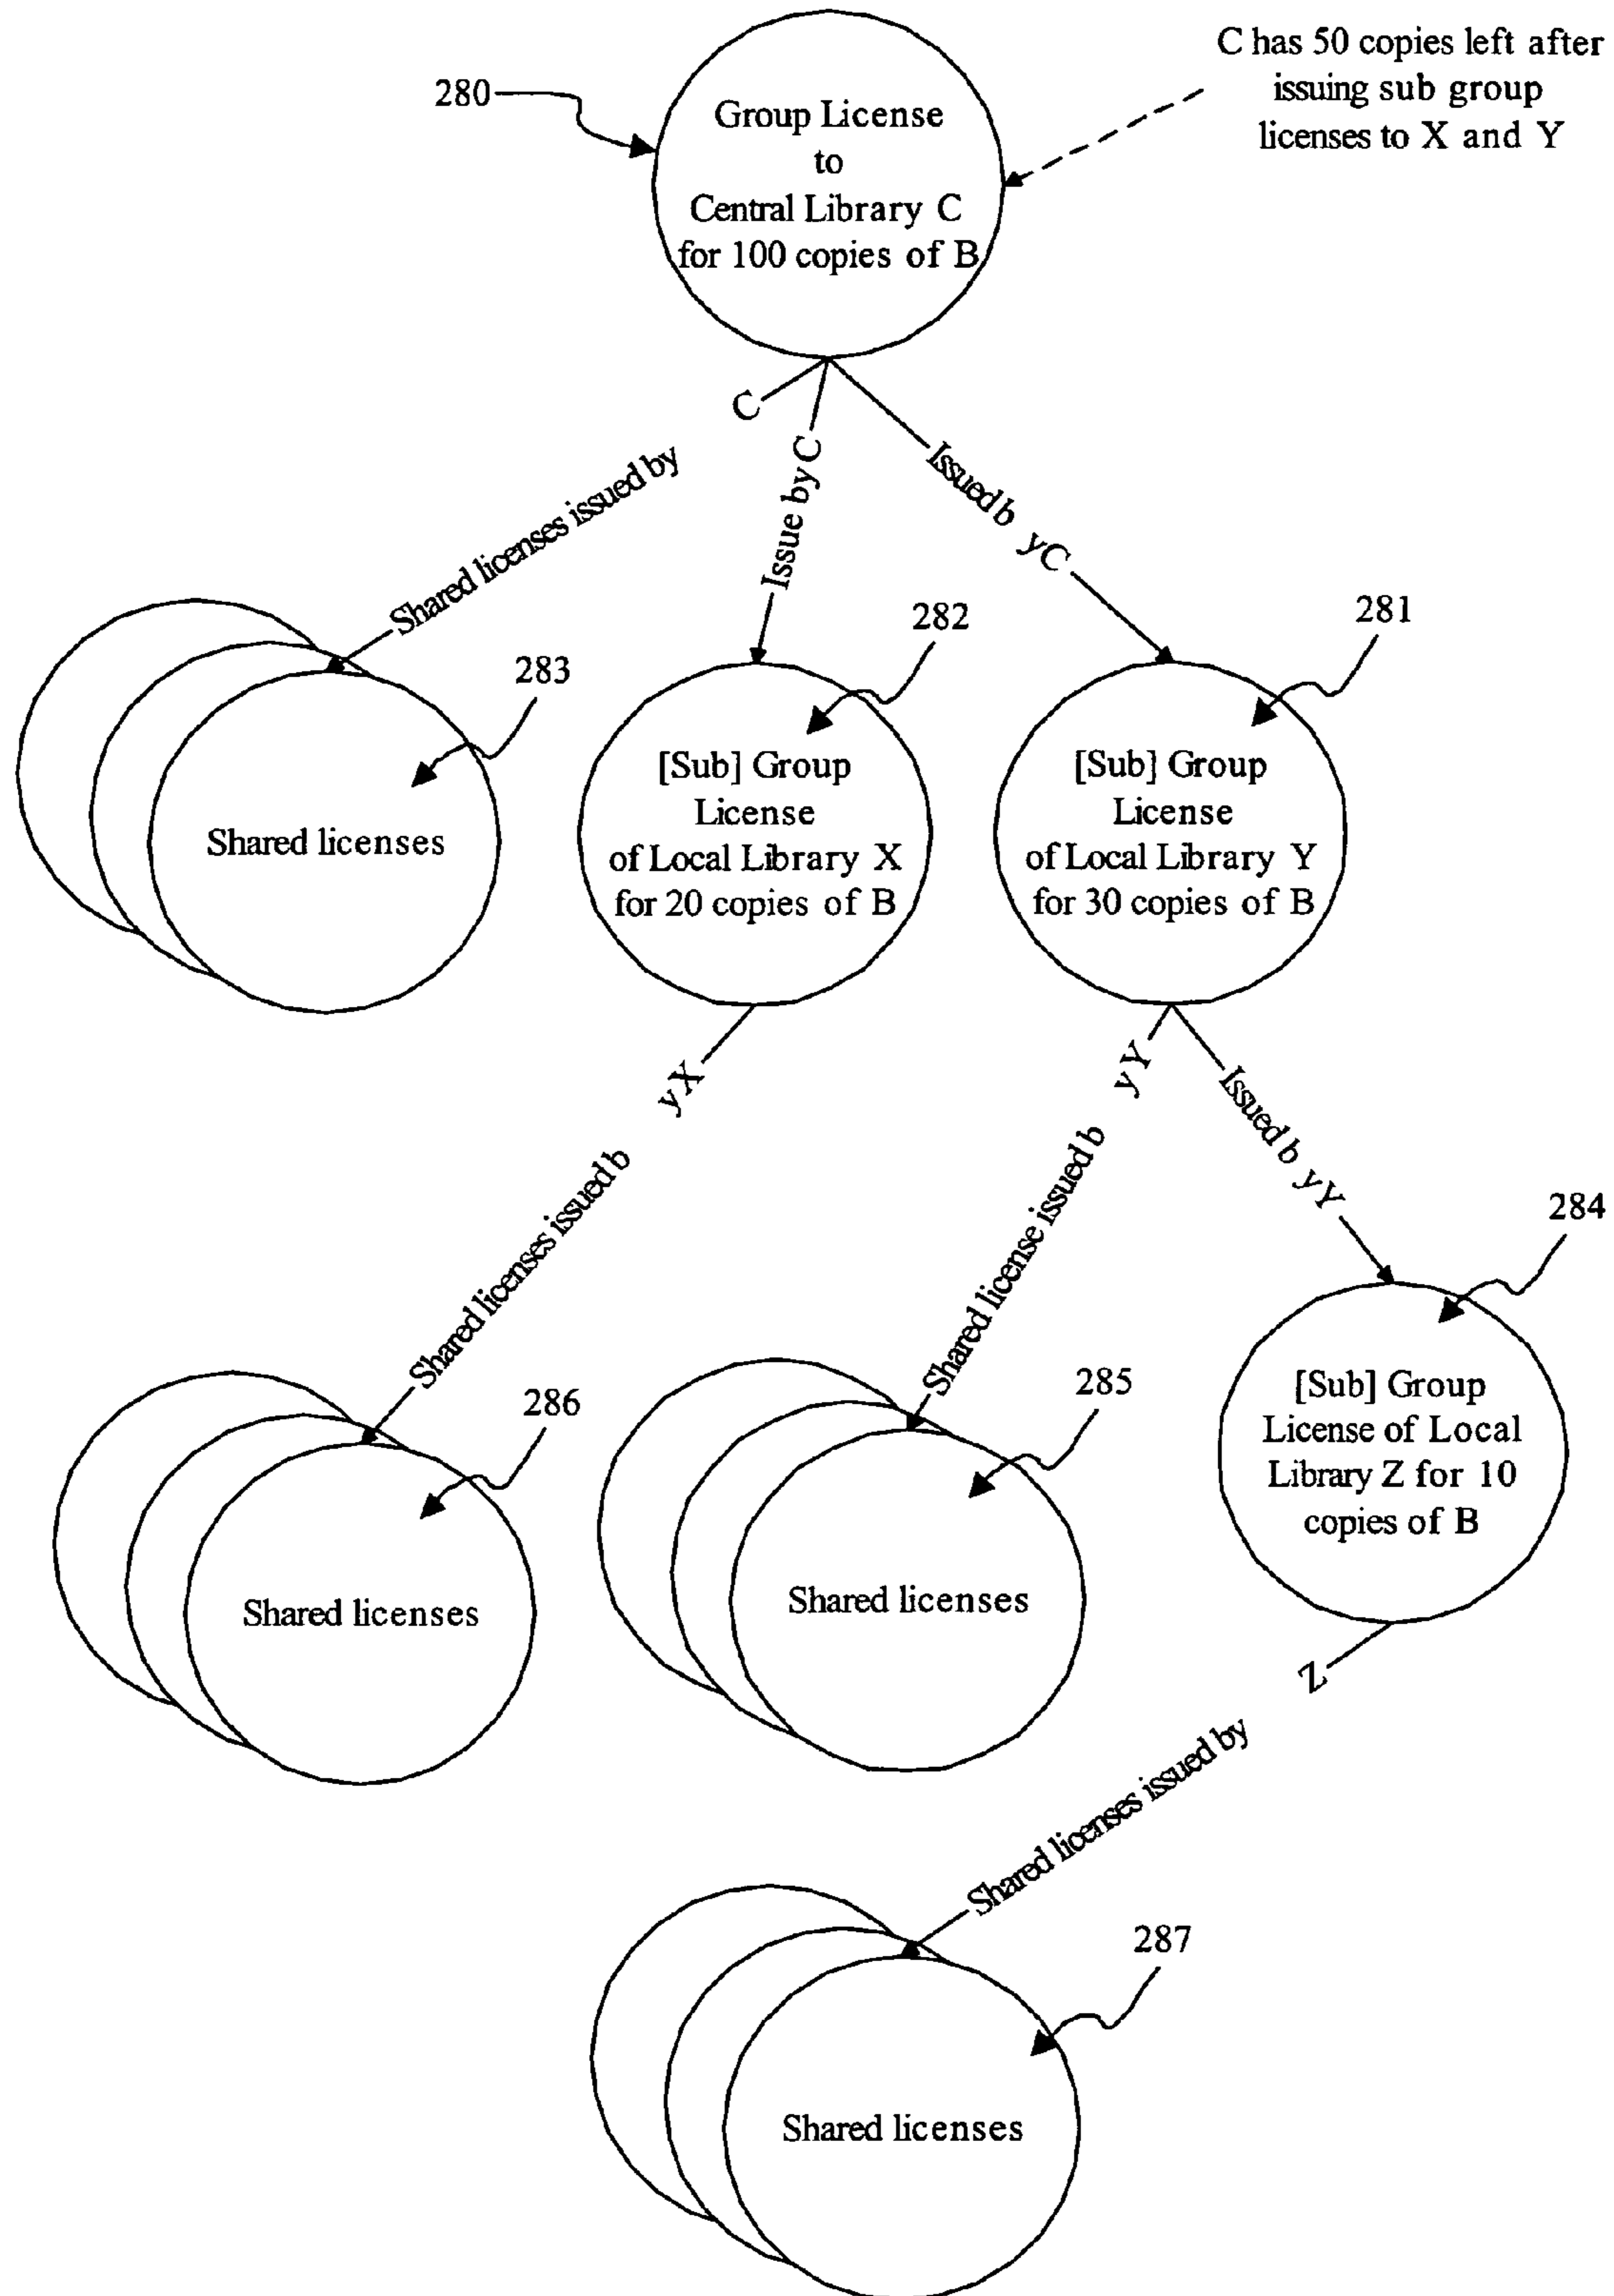 C has 50 copies left after
issuing sub group
licenses to X and Y
280
Group License
to
Central Library C
for 100 copies of B
Shared licenses issued by C
Issue by C
Issued b yC
283
282
281
Shared licenses
[Sub] Group
License
of Local Library X
for 20 copies of B
[Sub] Group
License
of Local Library Y
for 30 copies of B
Shared licenses issued b yX
Shared license issued b yY
Issued b yY
286
285
284
Shared licenses
Shared licenses
[Sub] Group
License of Local
Library Z for 10
copies of B
Shared licenses issued by Z
287
Shared licenses